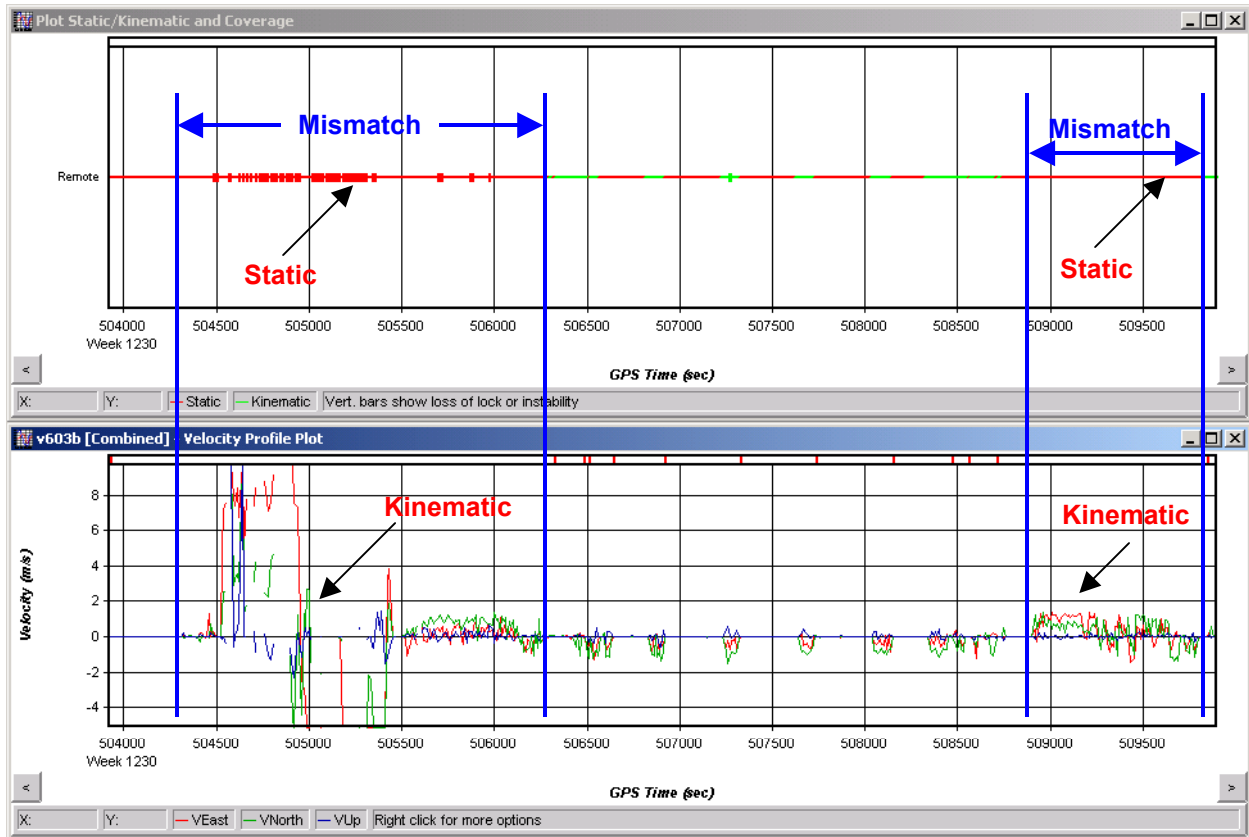 Plot Static/Kinematic and Coverage
Mismatch
Mismatch
Remote
Static
Static
504000 504500 505000 505500 506000 506500 507000 507500 508000 508500 509000 509500
Week 1230
GPS Time (sec)
< >
X: Y: Static Kinematic Vert. bars show loss of lock or instability
v603b [Combined] - Velocity Profile Plot
Kinematic
Kinematic
Velocity (m/s)
8
6
4
2
0
-2
-4
504000 504500 505000 505500 506000 506500 507000 507500 508000 508500 509000 509500
Week 1230
GPS Time (sec)
< >
X: Y: VEast VNorth VUp Right click for more options